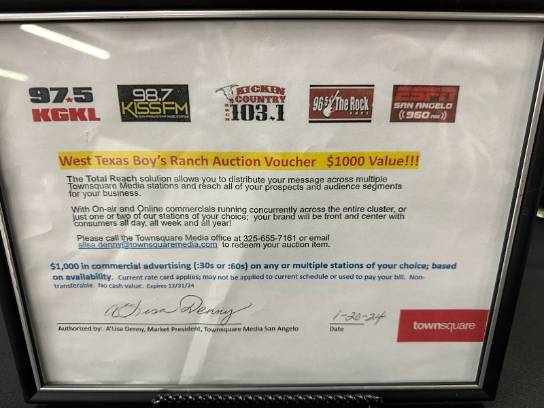 97.5 KGKL
98.7 KISS FM
KICKIN COUNTRY 103.1
96.5 The Rock
ESPN SAN ANGELO 960 AM
West Texas Boy's Ranch Auction Voucher $1000 Value!!!
The Total Reach solution allows you to distribute your message across multiple
Townsquare Media stations and reach all of your prospects and audience segments
for your business.
With On-air and Online commercials running concurrently across the entire cluster, or
just one or two of our stations of your choice; your brand will be front and center with
consumers all day, all week and all year!
Please call the Townsquare Media office at 325-655-7161 or email
alisa.denny@townsquaremedia.com to redeem your auction item.
$1,000 in commercial advertising (:30s or :60s) on any or multiple stations of your choice; based
on availability. Current rate card applies; may not be applied to current schedule or used to pay your bill. Non-
transferable. No cash value. Expires 12/31/24
A'Lisa Denny 1-20-24
Authorized by: A'Lisa Denny, Market President, Townsquare Media San Angelo Date
townsquare